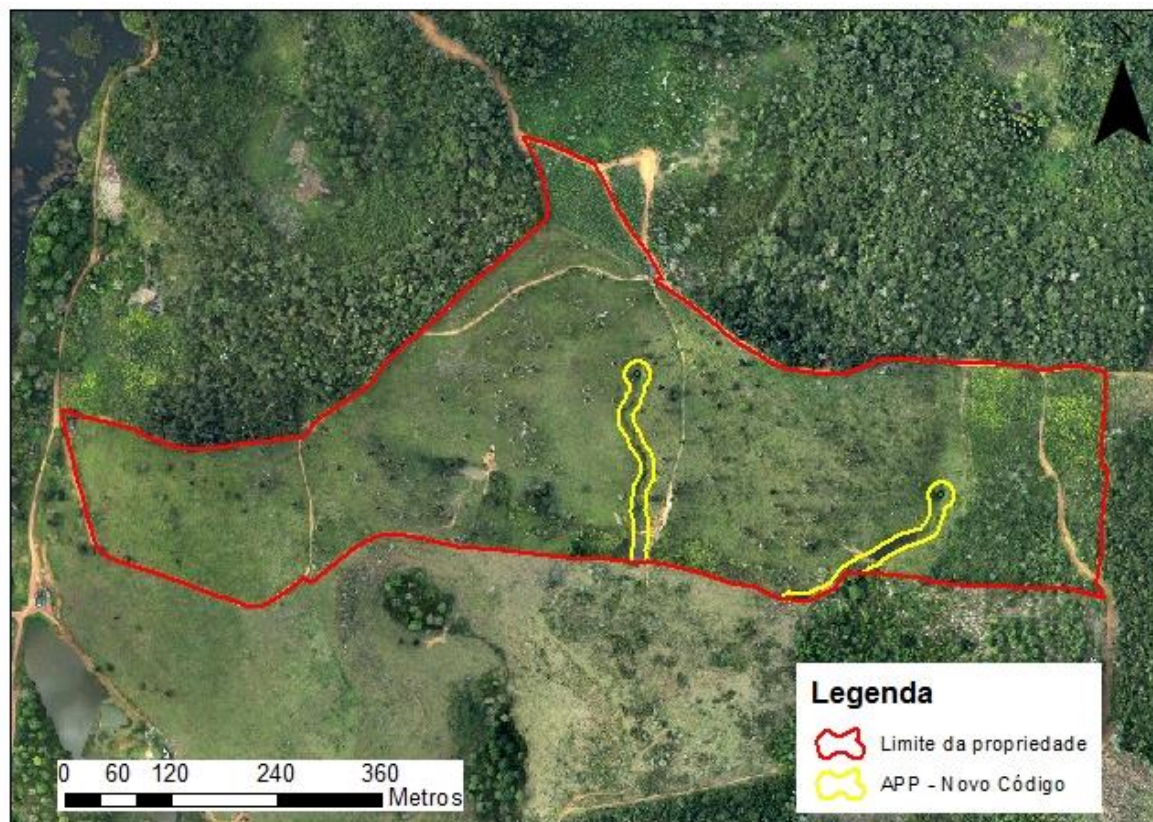 N
Legenda
Limite da propriedade
APP - Novo Código
0 60 120 240 360
Metros